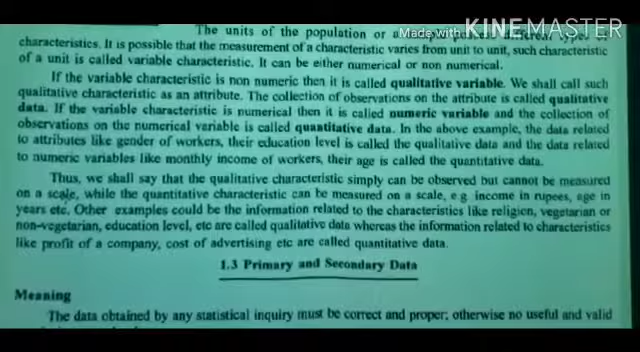 Made with KINEMASTER
The units of the population or a
characteristics. It is possible that the measurement of a characteristic varies from unit to unit, such characteristic
of a unit is called variable characteristic. It can be either numerical or non numerical.
If the variable characteristic is non numeric then it is called qualitative variable. We shall call such
qualitative characteristic as an attribute. The collection of observations on the attribute is called qualitative
data. If the variable characteristic is numerical then it is called numeric variable and the collection of
observations on the numerical variable is called quantitative data. In the above example, the data related
to attributes like gender of workers, their education level is called the qualitative data and the data related
to numeric variables like monthly income of workers, their age is called the quantitative data.
Thus, we shall say that the qualitative characteristic simply can be observed but cannot be measured
on a scale, while the quantitative characteristic can be measured on a scale, e.g. income in rupees, age in
years etc. Other examples could be the information related to the characteristics like religion, vegetarian or
non-vegetarian, education level, etc are called qualitative data whereas the information related to characteristics
like profit of a company, cost of advertising etc are called quantitative data.
1.3 Primary and Secondary Data
Meaning
The data obtained by any statistical inquiry must be correct and proper; otherwise no useful and valid